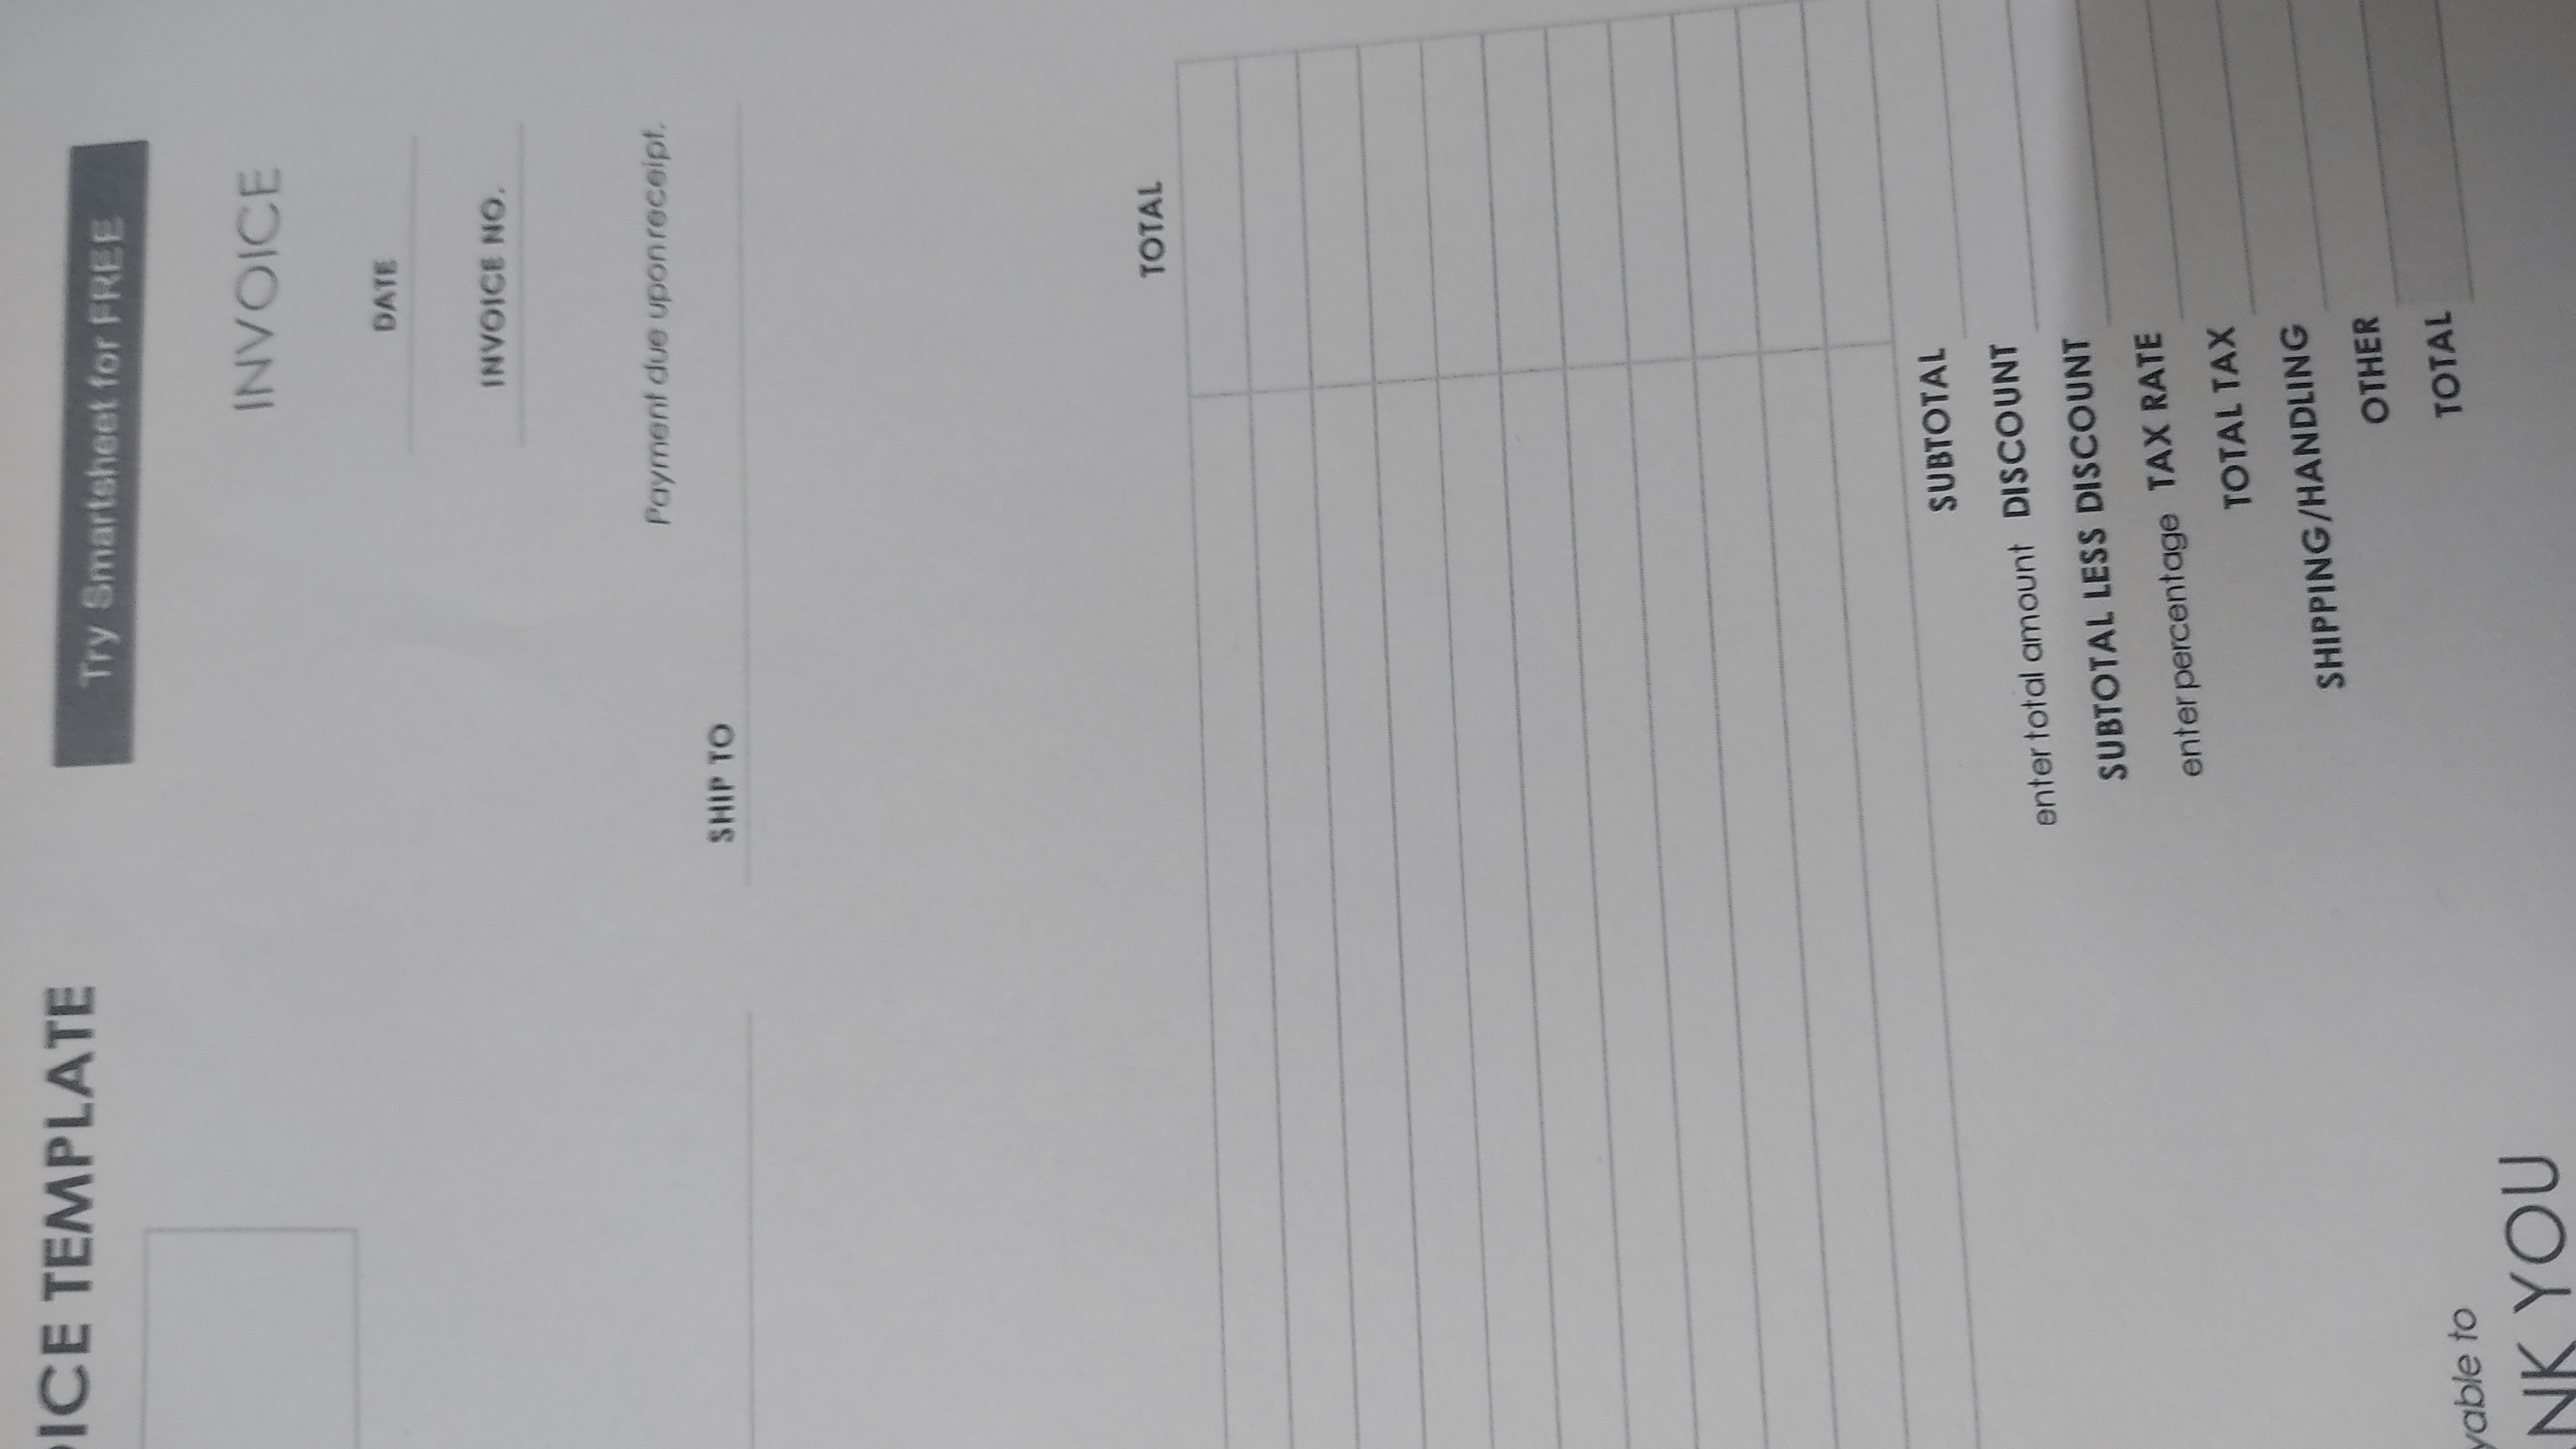 ICE TEMPLATE
Try Smartsheet for FREE
INVOICE
DATE
INVOICE NO.
Payment due upon receipt.
SHIP TO
TOTAL
SUBTOTAL
enter total amount DISCOUNT
SUBTOTAL LESS DISCOUNT
enter percentage TAX RATE
TOTAL TAX
SHIPPING/HANDLING
OTHER
TOTAL
yable to
NK YOU